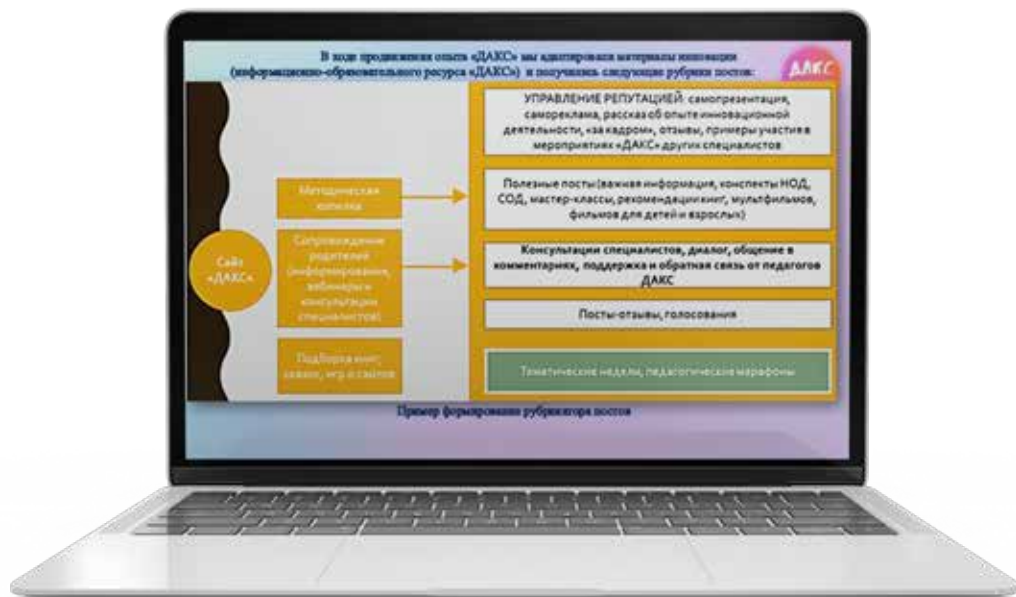 В ходе продвижения опыта «ДАКС» мы адаптировали материалы инновации
(информационно-образовательного ресурса «ДАКС») и получились следующие рубрики постов:
ДАКС
УПРАВЛЕНИЕ РЕПУТАЦИЕЙ: самопрезентация,
самореклама, рассказ об опыте инновационной
деятельности, «за кадром», отзывы, примеры участия в
мероприятиях «ДАКС» других специалистов
Методическая
копилка
Полезные посты (важная информация, конспекты НОД,
СОД, мастер-классы, рекомендации книг, мультфильмов,
фильмов для детей и взрослых)
Сайт
«ДАКС»
Сопровождение
родителей
(информирование,
вебинары и
консультации
специалистов)
Консультации специалистов, диалог, общение в
комментариях, поддержка и обратная связь от педагогов
ДАКС
Посты-отзывы, голосования
Подборка книг,
сказок, игр и сайтов
Тематические недели, педагогические марафоны
Пример формирования рубрикатора постов